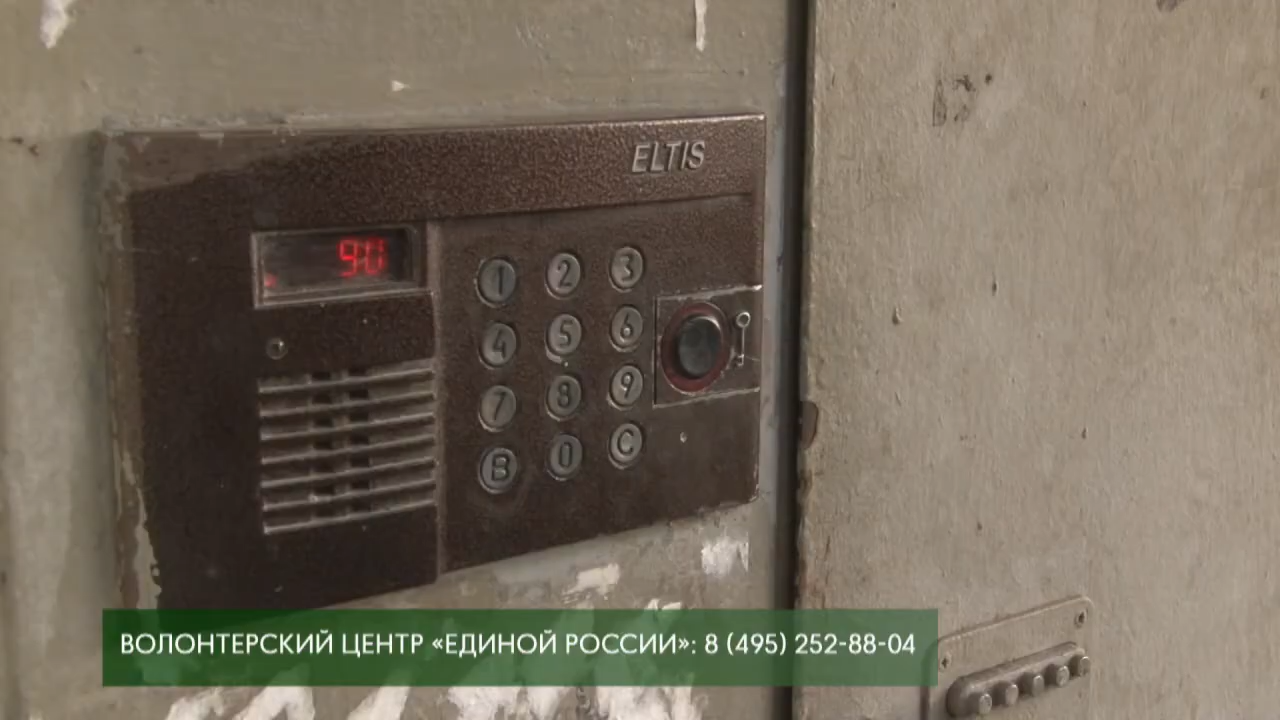 ELTIS
90
1 2 3
4 5 6
7 8 9
B 0 C
ВОЛОНТЕРСКИЙ ЦЕНТР «ЕДИНОЙ РОССИИ»: 8 (495) 252-88-04